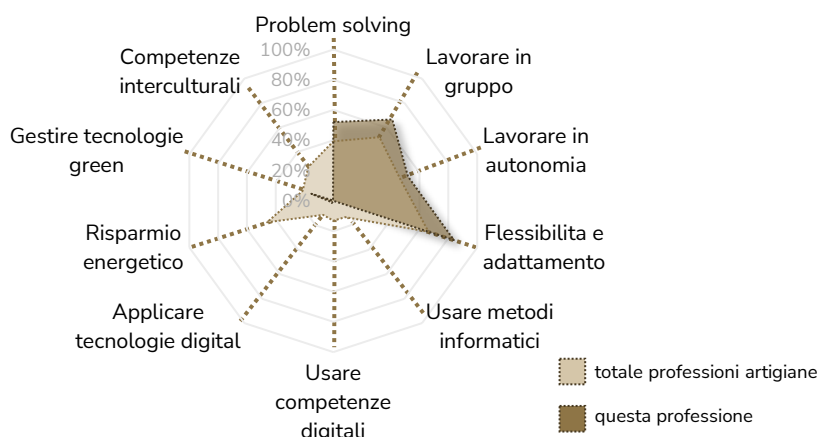 Problem solving
100%
80%
60%
40%
20%
0%
Lavorare in
gruppo
Lavorare in
autonomia
Flessibilita e
adattamento
Usare metodi
informatici
Usare
competenze
digitali
Applicare
tecnologie digital
Risparmio
energetico
Gestire tecnologie
green
Competenze
interculturali
totale professioni artigiane
questa professione